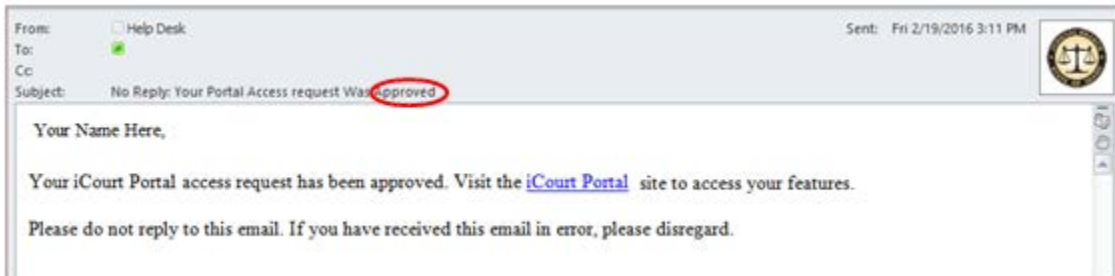 From: Help Desk Sent: Fri 2/19/2016 3:11 PM
To:
Cc
Subject: No Reply: Your Portal Access request Was Approved
Your Name Here,
Your iCourt Portal access request has been approved. Visit the iCourt Portal site to access your features.
Please do not reply to this email. If you have received this email in error, please disregard.